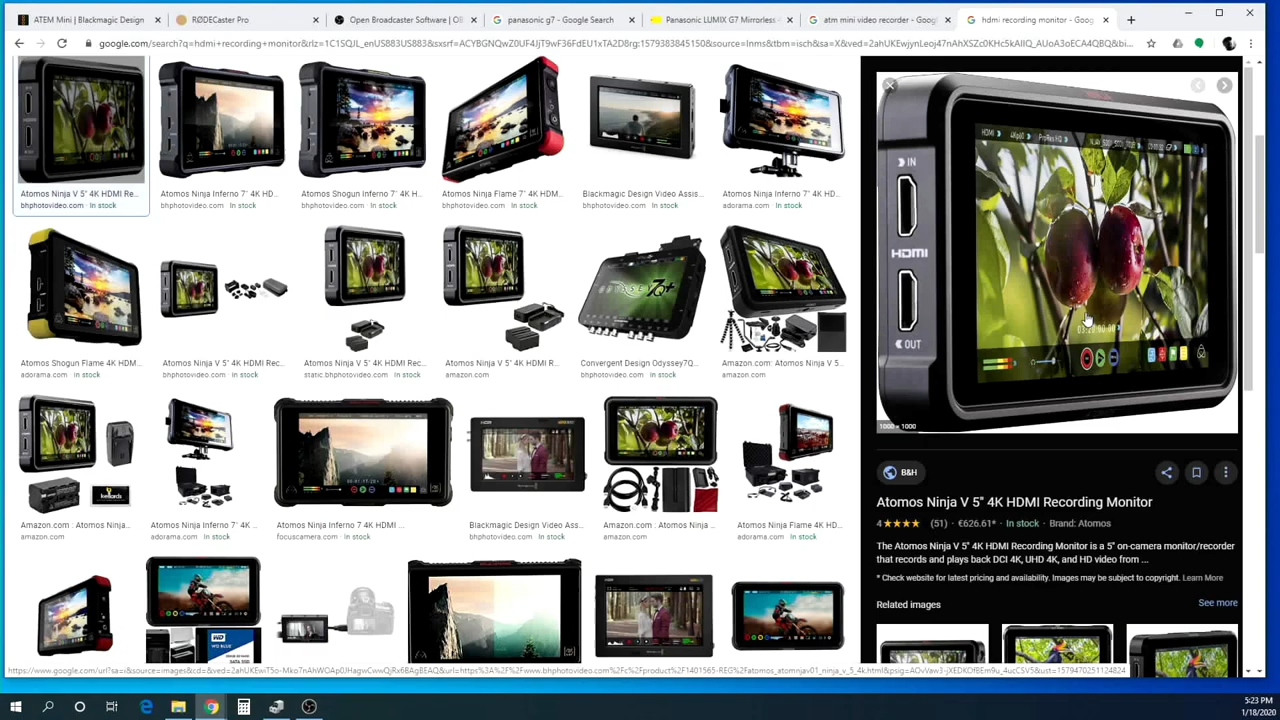 ATEM Mini | Blackmagic Design
RØDECaster Pro
Open Broadcaster Software | OB
panasonic g7 - Google Search
Panasonic LUMIX G7 Mirrorless
atm mini video recorder - Google
hdmi recording monitor - Goog
Atomos Ninja V 5" 4K HDMI Re...
bhphotovideo.com · In stock
Atomos Ninja Inferno 7" 4K HD...
bhphotovideo.com · In stock
Atomos Shogun Inferno 7" 4K H...
bhphotovideo.com · In stock
Atomos Ninja Flame 7" 4K HDM...
bhphotovideo.com · In stock
Blackmagic Design Video Assis...
bhphotovideo.com · In stock
Atomos Ninja Inferno 7" 4K HD...
adorama.com · In stock
Atomos Shogun Flame 4K HDM...
adorama.com · In stock
Atomos Ninja V 5" 4K HDMI Rec...
bhphotovideo.com · In stock
Atomos Ninja V 5" 4K HDMI Rec...
static.bhphotovideo.com · In stock
Atomos Ninja V 5" 4K HDMI R...
amazon.com
Convergent Design Odyssey7Q...
bhphotovideo.com · In stock
Amazon.com: Atomos Ninja V 5...
amazon.com
Amazon.com : Atomos Ninja...
amazon.com
Atomos Ninja Inferno 7" 4K ...
adorama.com · In stock
Atomos Ninja Inferno 7 4K HDMI ...
focuscamera.com · In stock
Blackmagic Design Video Ass...
bhphotovideo.com · In stock
Amazon.com : Atomos Ninja ...
amazon.com
Atomos Ninja Flame 4K HD...
adorama.com · In stock
IN
HDMI
OUT
HDMI
4Kp60
ProRes HQ
1000 × 1000
B&H
Atomos Ninja V 5" 4K HDMI Recording Monitor
4 ★★★★ (51) · €626.61* · In stock · Brand: Atomos
The Atomos Ninja V 5" 4K HDMI Recording Monitor is a 5" on-camera monitor/recorder
that records and plays back DCI 4K, UHD 4K, and HD video from ...
* Check website for latest pricing and availability. Images may be subject to copyright. Learn More
Related images
See more
5:23 PM
1/18/2020